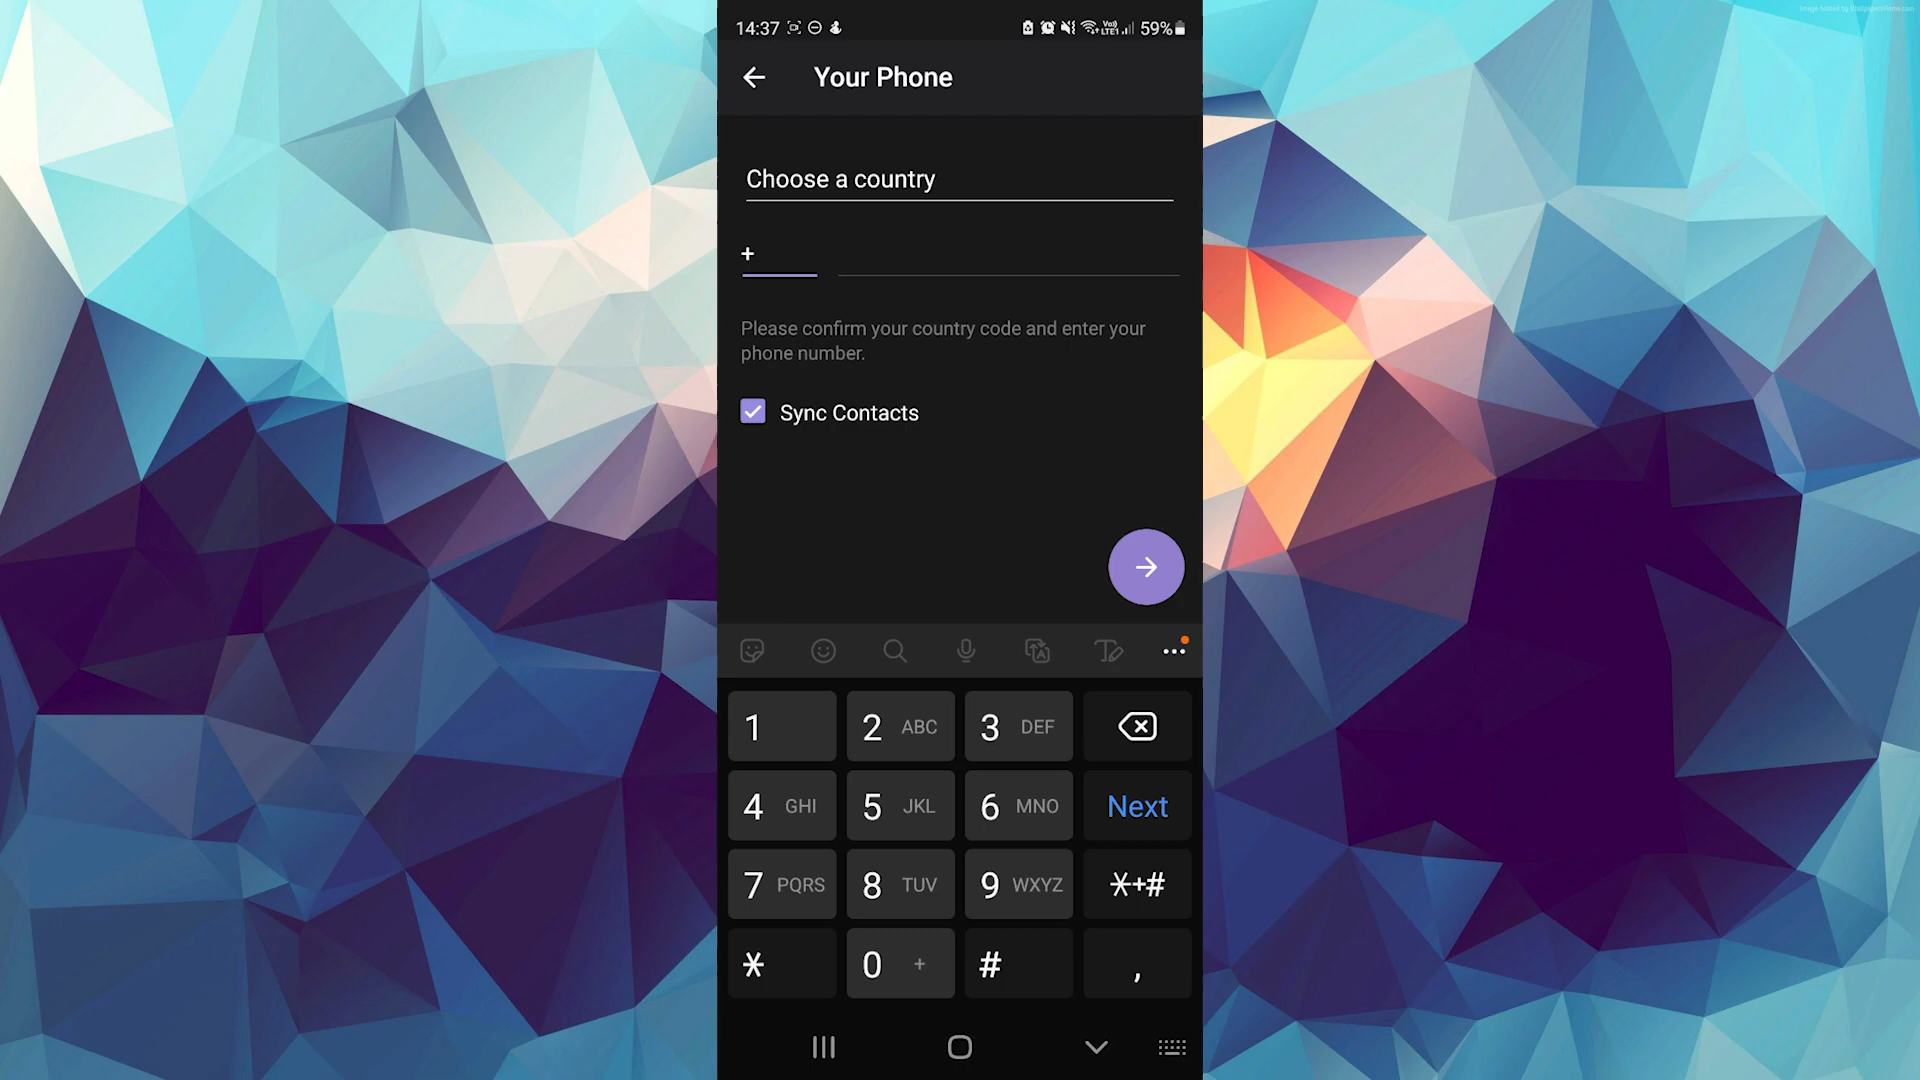 14:37 Vo)) LTE1 59%
Your Phone
Choose a country
+
Please confirm your country code and enter your
phone number.
Sync Contacts
1 2 ABC 3 DEF
4 GHI 5 JKL 6 MNO Next
7 PQRS 8 TUV 9 WXYZ *+#
* 0 + # ,